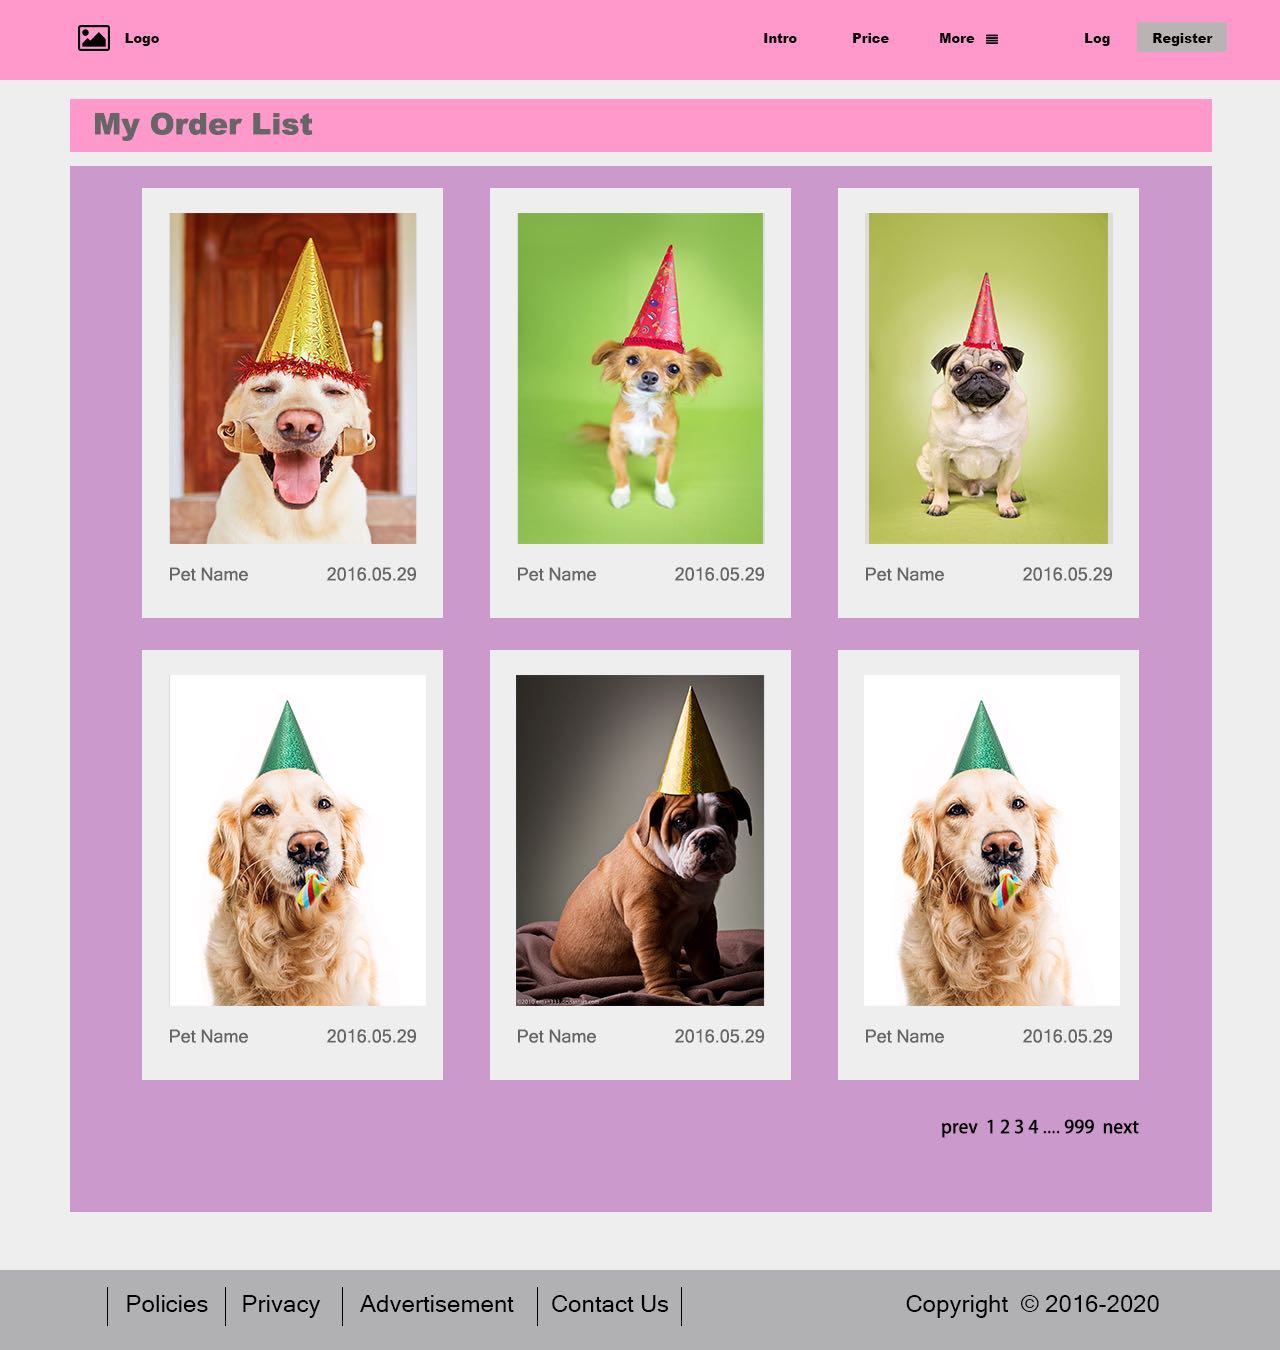 Logo Intro Price More Log Register
My Order List
Pet Name 2016.05.29 Pet Name 2016.05.29 Pet Name 2016.05.29
Pet Name 2016.05.29 Pet Name 2016.05.29 Pet Name 2016.05.29
prev 1 2 3 4 .... 999 next
Policies Privacy Advertisement Contact Us Copyright © 2016-2020